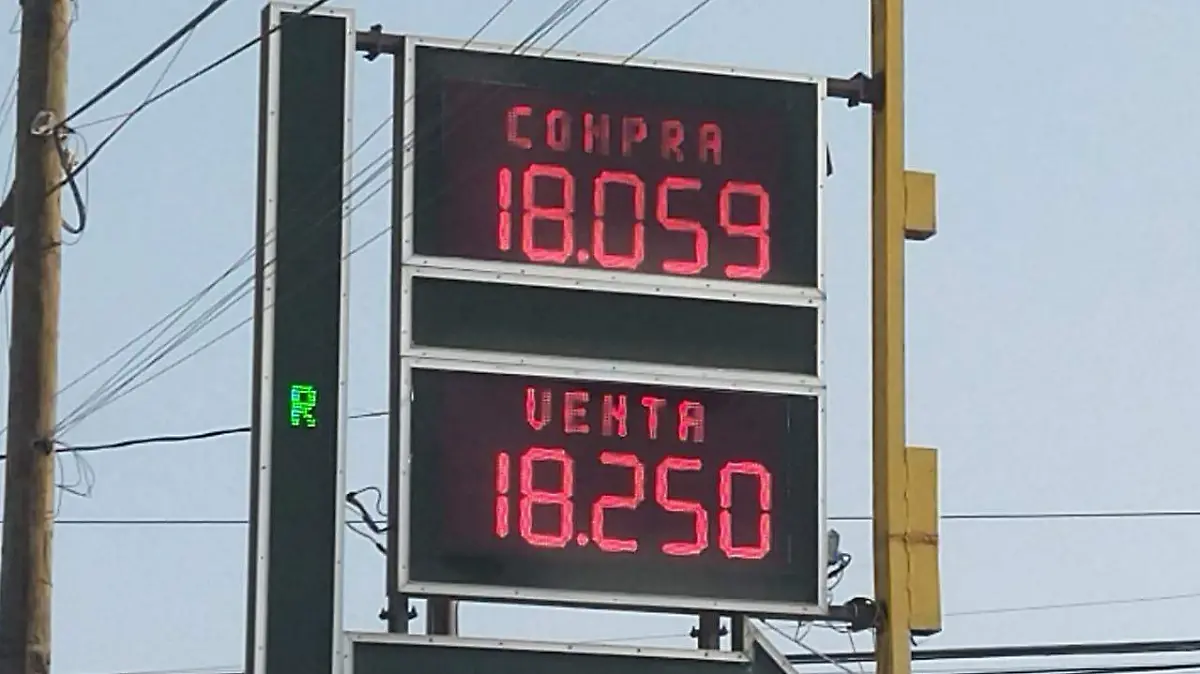 COMPRA
18.059
R
VENTA
18.250